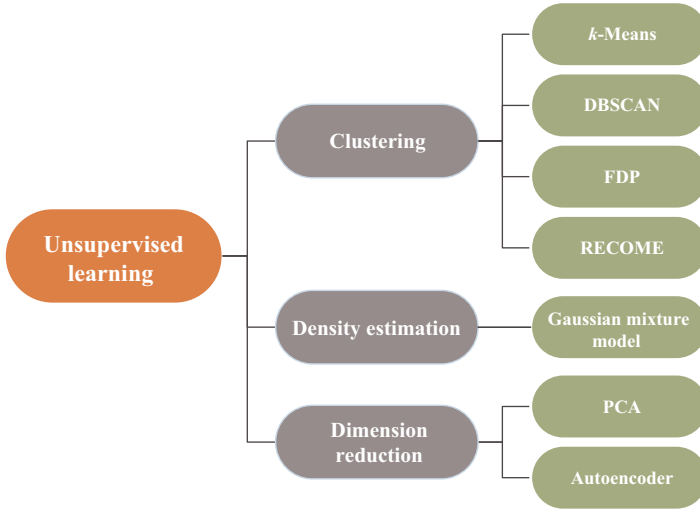 Unsupervised
learning
Clustering
k-Means
DBSCAN
FDP
RECOME
Density estimation
Gaussian mixture
model
Dimension
reduction
PCA
Autoencoder